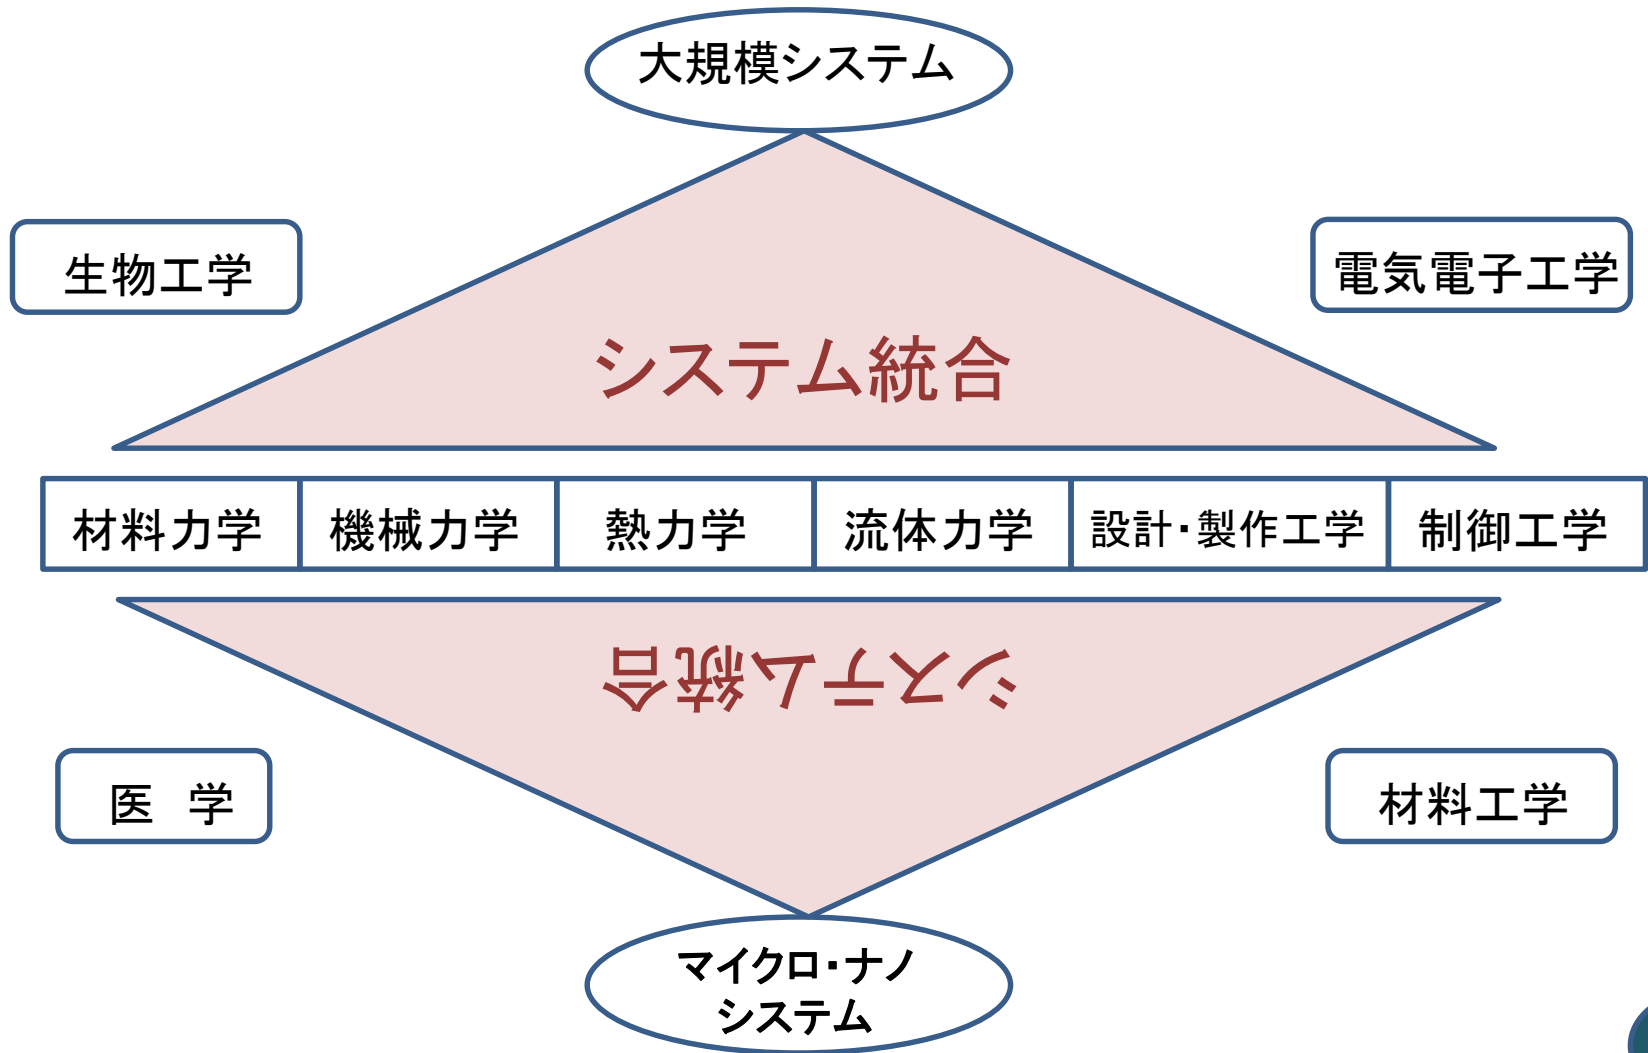 大規模システム
生物工学
電気電子工学
システム統合
材料力学
機械力学
熱力学
流体力学
設計・製作工学
制御工学
システム統合
医　学
材料工学
マイクロ・ナノ
システム